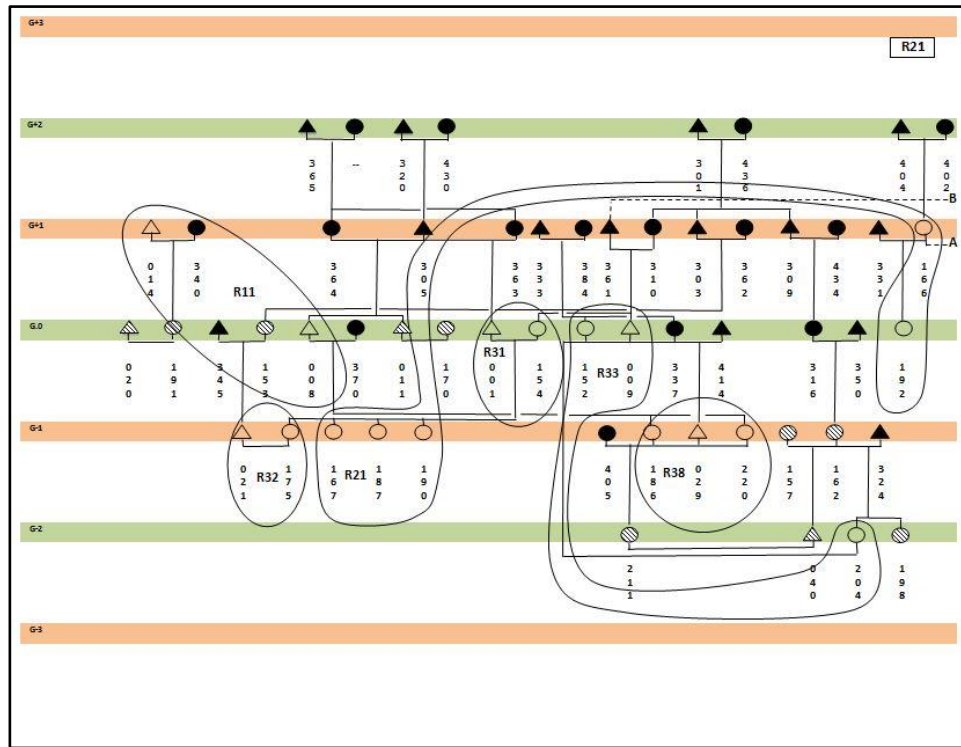 G+3
R21
G+2
365 -- 320 430 301 436 404 402
B
G+1
A
014 340 364 305 363 333 384 361 310 303 362 309 434 331 166
R11
G.0
R31
R33
020 191 345 153 008 370 011 170 001 154 152 009 337 414 316 350 192
G-1
021 R32 175 167 R21 187 190 405 186 R38 029 220 157 162 324
G-2
211 040 204 198
G-3